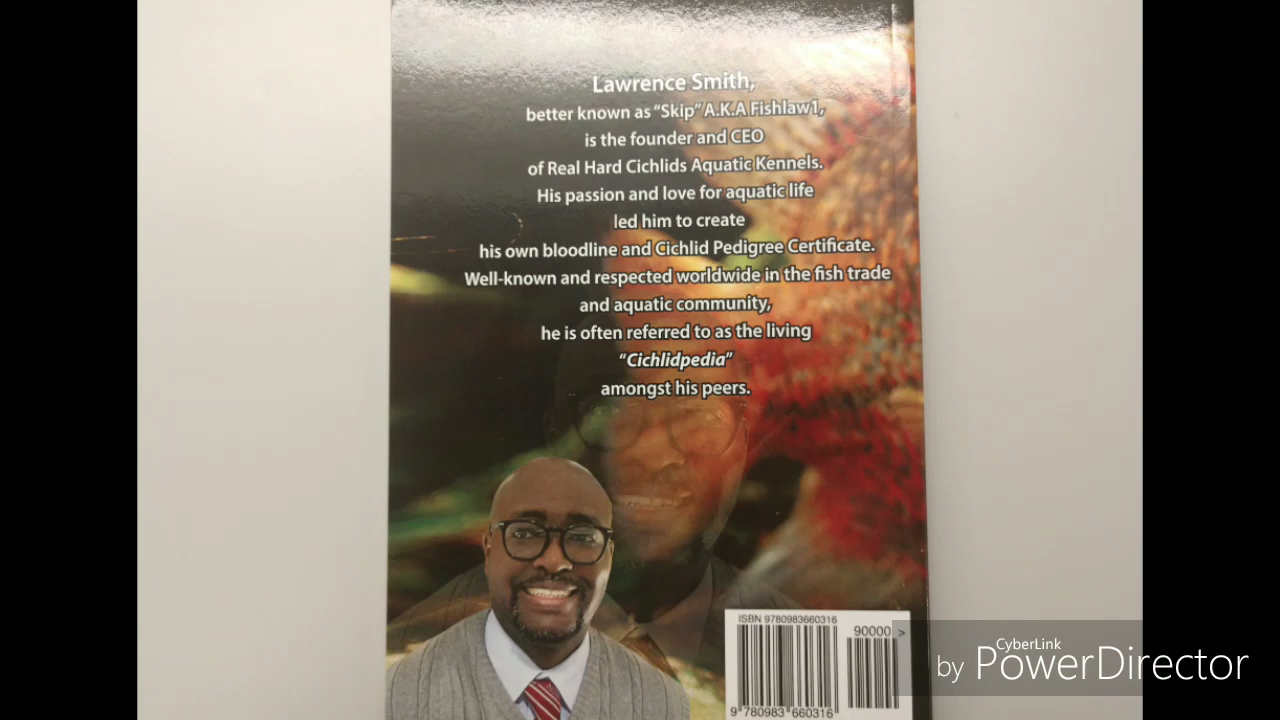 Lawrence Smith,
better known as “Skip” A.K.A Fishlaw1,
is the founder and CEO
of Real Hard Cichlids Aquatic Kennels.
His passion and love for aquatic life
led him to create
his own bloodline and Cichlid Pedigree Certificate.
Well-known and respected worldwide in the fish trade
and aquatic community,
he is often referred to as the living
“Cichlidpedia”
amongst his peers.
ISBN 9780983660316
90000 >
9 780983 660316
CyberLink
by PowerDirector